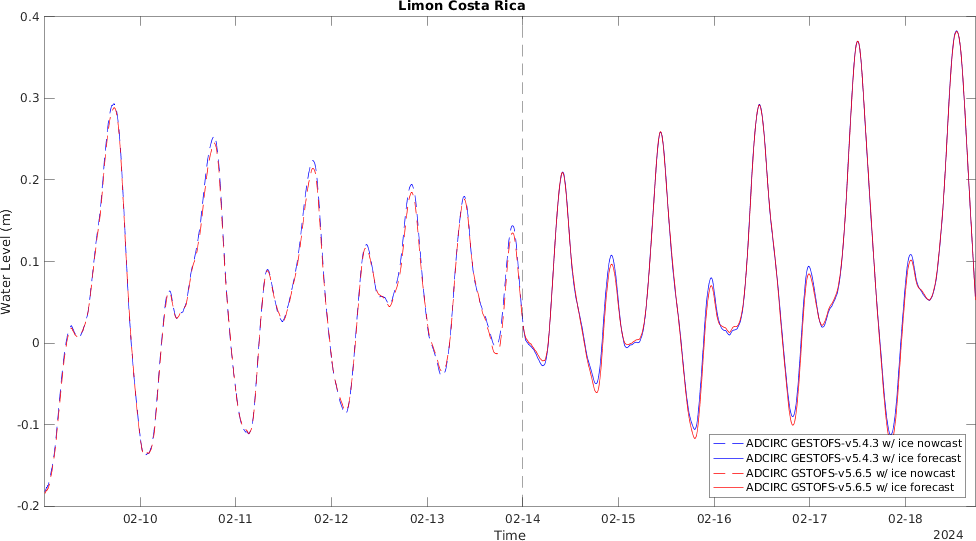 Limon Costa Rica
0.4
0.3
0.2
0.1
0
-0.1
-0.2
Water Level (m)
ADCIRC GESTOFS-v5.4.3 w/ ice nowcast
ADCIRC GESTOFS-v5.4.3 w/ ice forecast
ADCIRC GSTOFS-v5.6.5 w/ ice nowcast
ADCIRC GSTOFS-v5.6.5 w/ ice forecast
02-10 02-11 02-12 02-13 02-14 02-15 02-16 02-17 02-18
Time
2024